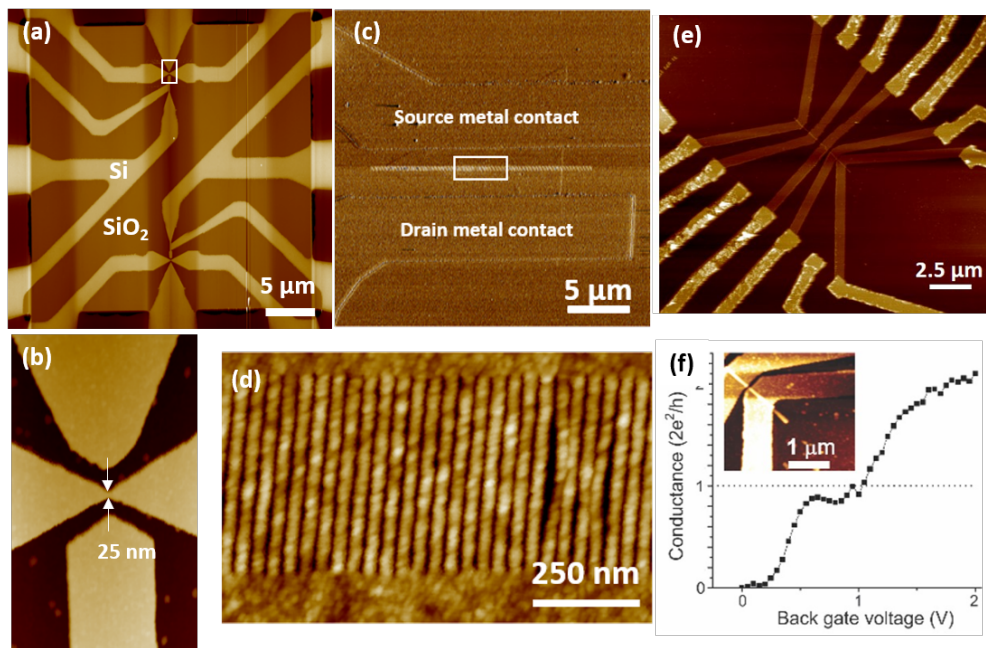 (a)
Si
SiO₂
5 μm
(b)
25 nm
(c)
Source metal contact
Drain metal contact
5 μm
(d)
250 nm
(e)
2.5 μm
(f)
Conductance (2e²/h)
1
0
1 μm
0 1 2
Back gate voltage (V)